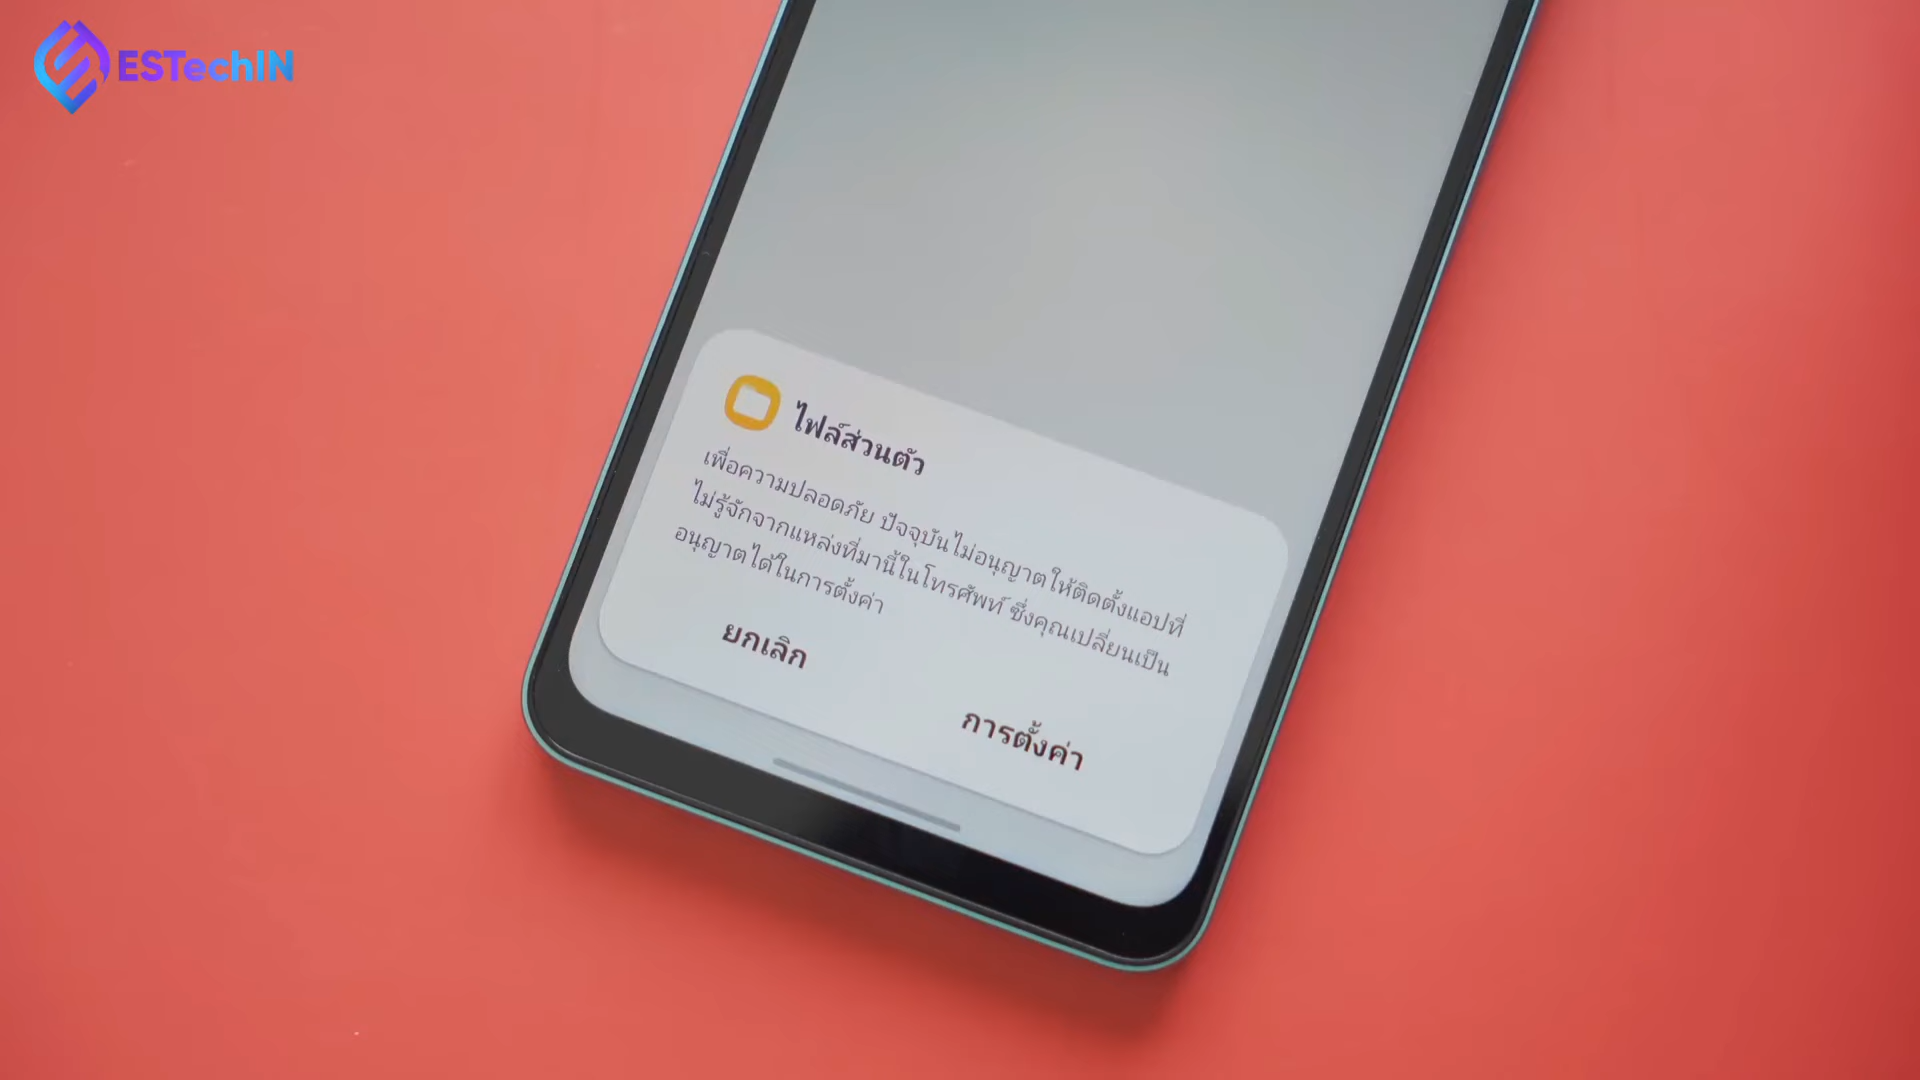 ESTechIN
ไฟล์ส่วนตัว
เพื่อความปลอดภัย ปัจจุบันไม่อนุญาตให้ติดตั้งแอปที่
ไม่รู้จักจากแหล่งที่มานี้ในโทรศัพท์ ซึ่งคุณเปลี่ยนเป็น
อนุญาตได้ในการตั้งค่า
ยกเลิก
การตั้งค่า